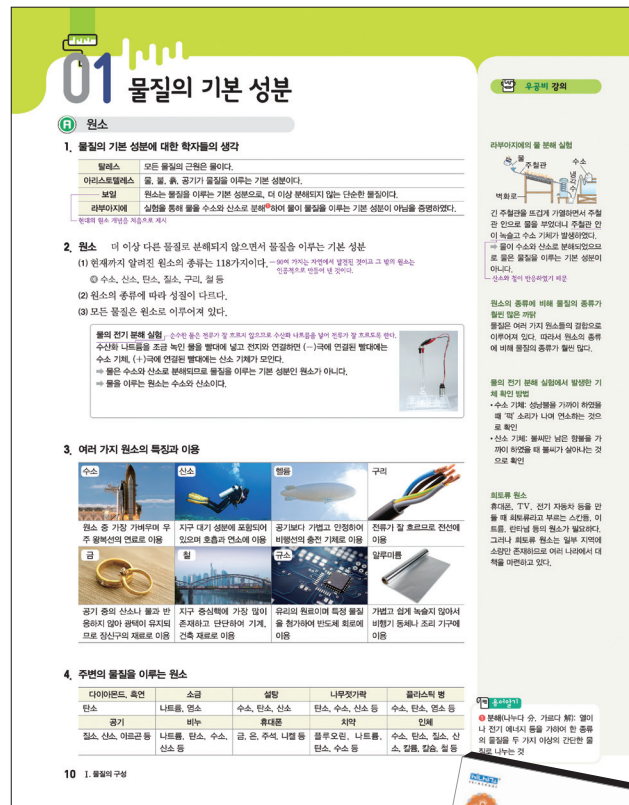 01 물질의 기본 성분
A 원소
1. 물질의 기본 성분에 대한 학자들의 생각
탈레스 모든 물질의 근원은 물이다.
아리스토텔레스 물, 불, 흙, 공기가 물질을 이루는 기본 성분이다.
보일 원소는 물질을 이루는 기본 성분으로, 더 이상 분해되지 않는 단순한 물질이다.
라부아지에 실험을 통해 물을 수소와 산소로 분해❶하여 물이 물질을 이루는 기본 성분이 아님을 증명하였다.
현대의 원소 개념을 처음으로 제시
2. 원소 더 이상 다른 물질로 분해되지 않으면서 물질을 이루는 기본 성분
(1) 현재까지 알려진 원소의 종류는 118가지이다.
90여 가지는 자연에서 발견된 것이고 그 밖의 원소는
인공적으로 만들어 낸 것이다.
예 수소, 산소, 탄소, 질소, 구리, 철 등
(2) 원소의 종류에 따라 성질이 다르다.
(3) 모든 물질은 원소로 이루어져 있다.
물의 전기 분해 실험 순수한 물은 전류가 잘 흐르지 않으므로 수산화 나트륨을 넣어 전류가 잘 흐르도록 한다.
수산화 나트륨을 조금 녹인 물을 빨대에 넣고 전지와 연결하면 (−)극에 연결된 빨대에는
수소 기체, (+)극에 연결된 빨대에는 산소 기체가 모인다.
⇒ 물은 수소와 산소로 분해되므로 물질을 이루는 기본 성분인 원소가 아니다.
⇒ 물을 이루는 원소는 수소와 산소이다.
3. 여러 가지 원소의 특징과 이용
수소 산소 헬륨 구리
원소 중 가장 가벼우며 우 지구 대기 성분에 포함되어 공기보다 가볍고 안정하여 전류가 잘 흐르므로 전선에
주 왕복선의 연료로 이용 있으며 호흡과 연소에 이용 비행선의 충전 기체로 이용 이용
금 철 규소 알루미늄
공기 중의 산소나 물과 반 지구 중심핵에 가장 많이 유리의 원료이며 특정 물질 가볍고 쉽게 녹슬지 않아서
응하지 않아 광택이 유지되 존재하고 단단하여 기계, 을 첨가하여 반도체 회로에 비행기 동체나 조리 기구에
므로 장신구의 재료로 이용 건축 재료로 이용 이용 이용
4. 주변의 물질을 이루는 원소
다이아몬드, 흑연 소금 설탕 나무젓가락 플라스틱 병
탄소 나트륨, 염소 수소, 탄소, 산소 탄소, 수소, 산소 등 수소, 탄소, 염소 등
공기 비누 휴대폰 치약 인체
질소, 산소, 아르곤 등 나트륨, 탄소, 수소, 금, 은, 주석, 니켈 등 플루오린, 나트륨, 수소, 탄소, 질소, 산
산소 등 탄소, 수소 등 소, 칼륨, 칼슘, 철 등
10 I. 물질의 구성
우공비 강의
라부아지에의 물 분해 실험
물
주철관
수소
냉각수
벽화로
긴 주철관을 뜨겁게 가열하면서 주철
관 안으로 물을 부었더니 주철관 안
이 녹슬고 수소 기체가 발생하였다.
⇒ 물이 수소와 산소로 분해되었으므
로 물은 물질을 이루는 기본 성분이
아니다.
산소와 철이 반응하였기 때문
원소의 종류에 비해 물질의 종류가
훨씬 많은 까닭
물질은 여러 가지 원소들의 결합으로
이루어져 있다. 따라서 원소의 종류
에 비해 물질의 종류가 훨씬 많다.
물의 전기 분해 실험에서 발생한 기
체 확인 방법
• 수소 기체: 성냥불을 가까이 하였을
때 '퍽' 소리가 나며 연소하는 것으
로 확인
• 산소 기체: 불씨만 남은 향불을 가
까이 하였을 때 불씨가 살아나는 것
으로 확인
희토류 원소
휴대폰, TV, 전기 자동차 등을 만
들 때 희토류라고 부르는 스칸듐, 이
트륨, 란타넘 등의 원소가 필요하다.
그러나 희토류 원소는 일부 지역에
소량만 존재하므로 여러 나라에서 대
책을 마련하고 있다.
용어알기
❶ 분해(나누다 分, 가르다 解): 열이
나 전기 에너지 등을 가하여 한 종류
의 물질을 두 가지 이상의 간단한 물
질로 나누는 것